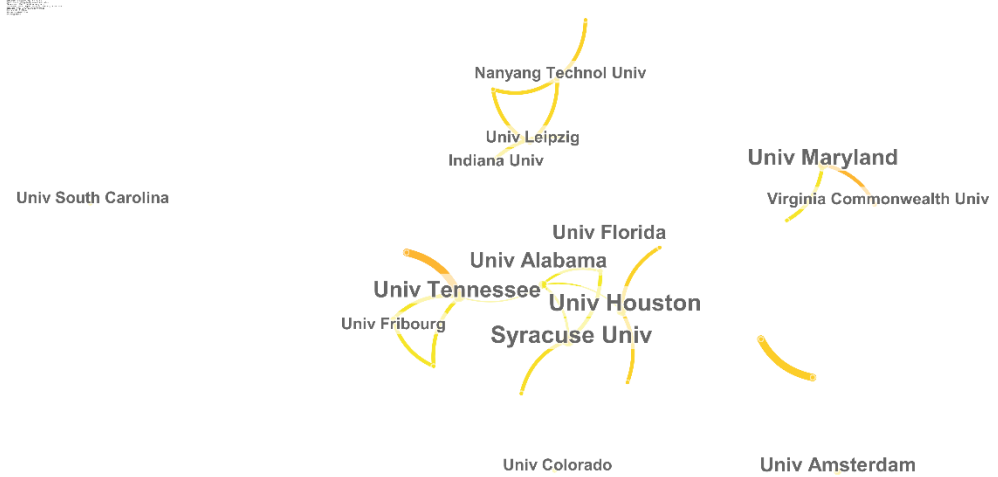 Nanyang Technol Univ
Univ Leipzig
Indiana Univ
Univ Maryland
Univ South Carolina
Virginia Commonwealth Univ
Univ Florida
Univ Alabama
Univ Tennessee
Univ Houston
Univ Fribourg
Syracuse Univ
Univ Colorado
Univ Amsterdam